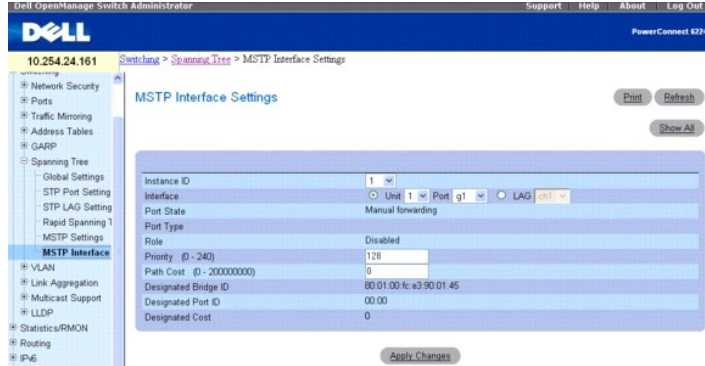 Dell OpenManage Switch Administrator Support Help About Log Out
DELL
PowerConnect 622
10.254.24.161 Switching > Spanning Tree > MSTP Interface Settings
Switching
Network Security
Ports
Traffic Mirroring
Address Tables
GARP
Spanning Tree
Global Settings
STP Port Setting
STP LAG Setting
Rapid Spanning T
MSTP Settings
MSTP Interface
VLAN
Link Aggregation
Multicast Support
LLDP
Statistics/RMON
Routing
IPv6
MSTP Interface Settings
Print Refresh
Show All
Instance ID 1
Interface Unit 1 Port g1 LAG ch1
Port State Manual forwarding
Port Type
Role Disabled
Priority (0 - 240) 128
Path Cost (0 - 200000000) 0
Designated Bridge ID 80:01:00:fc:e3:90:01:45
Designated Port ID 00:00
Designated Cost 0
Apply Changes